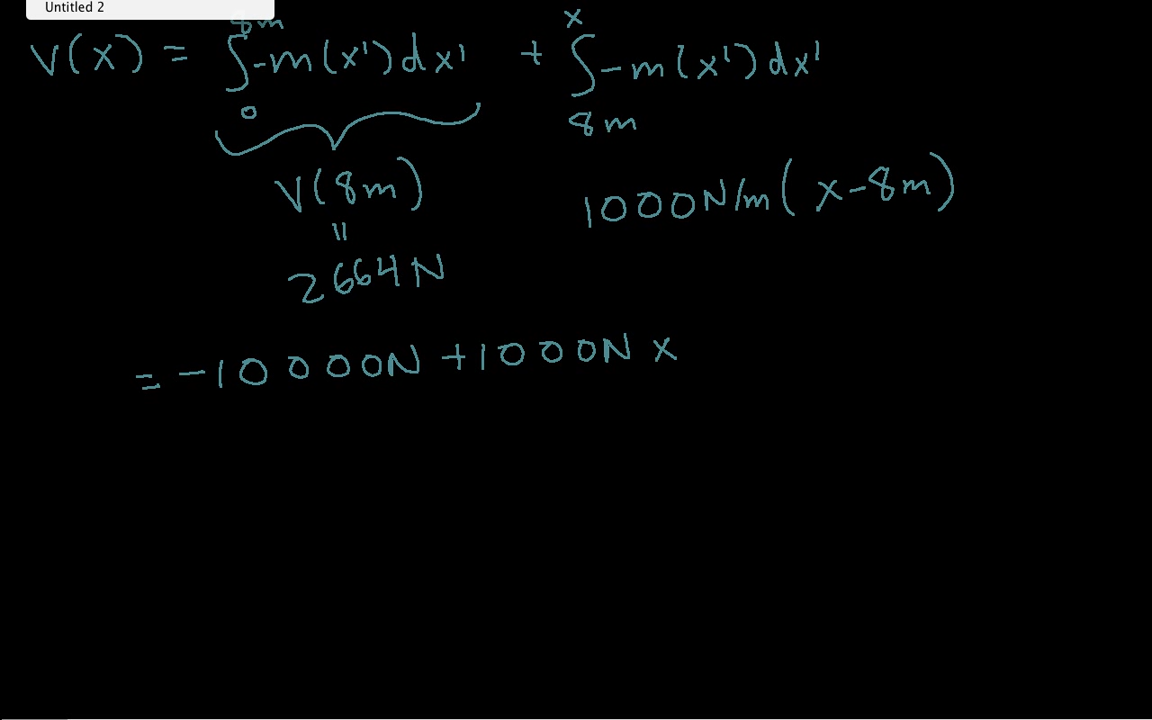 Untitled 2
8m x
V(x) = ∫-m(x')dx' + ∫-m(x')dx'
0 8m
V(8m) 1000N/m(x-8m)
=
2664N
= -10000N+1000N x